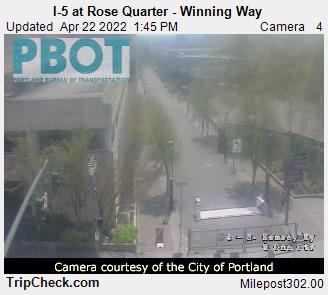 I-5 at Rose Quarter - Winning Way
Updated Apr 22 2022 1:45 PM Camera 4
PBOT
PORTLAND BUREAU OF TRANSPORTATION
Camera courtesy of the City of Portland
TripCheck.com Milepost302.00